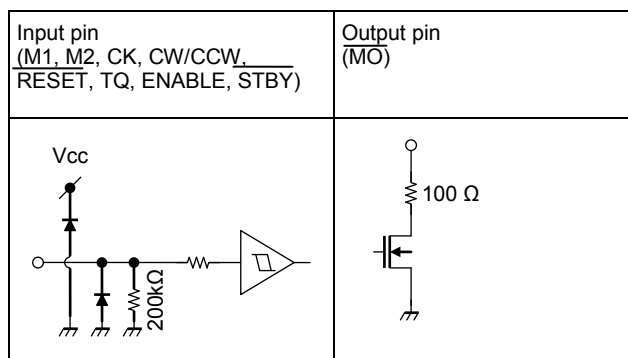 Input pin
(M1, M2, CK, CW/CCW,
RESET, TQ, ENABLE, STBY)
Output pin
(MO)
Vcc
200kΩ
100 Ω